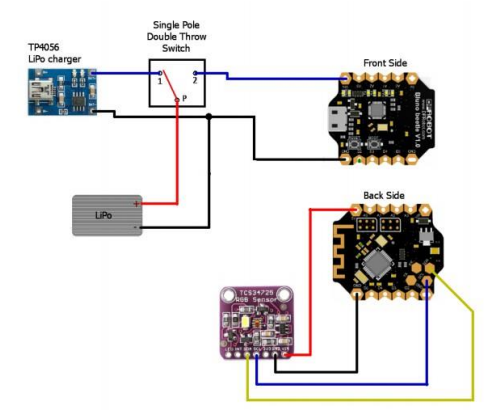 Single Pole
Double Throw
Switch
TP4056
LiPo charger
1
2
P
Front Side
Bluno beetle V1.0
LiPo
+
-
Back Side
TCS34725
RGB Sensor